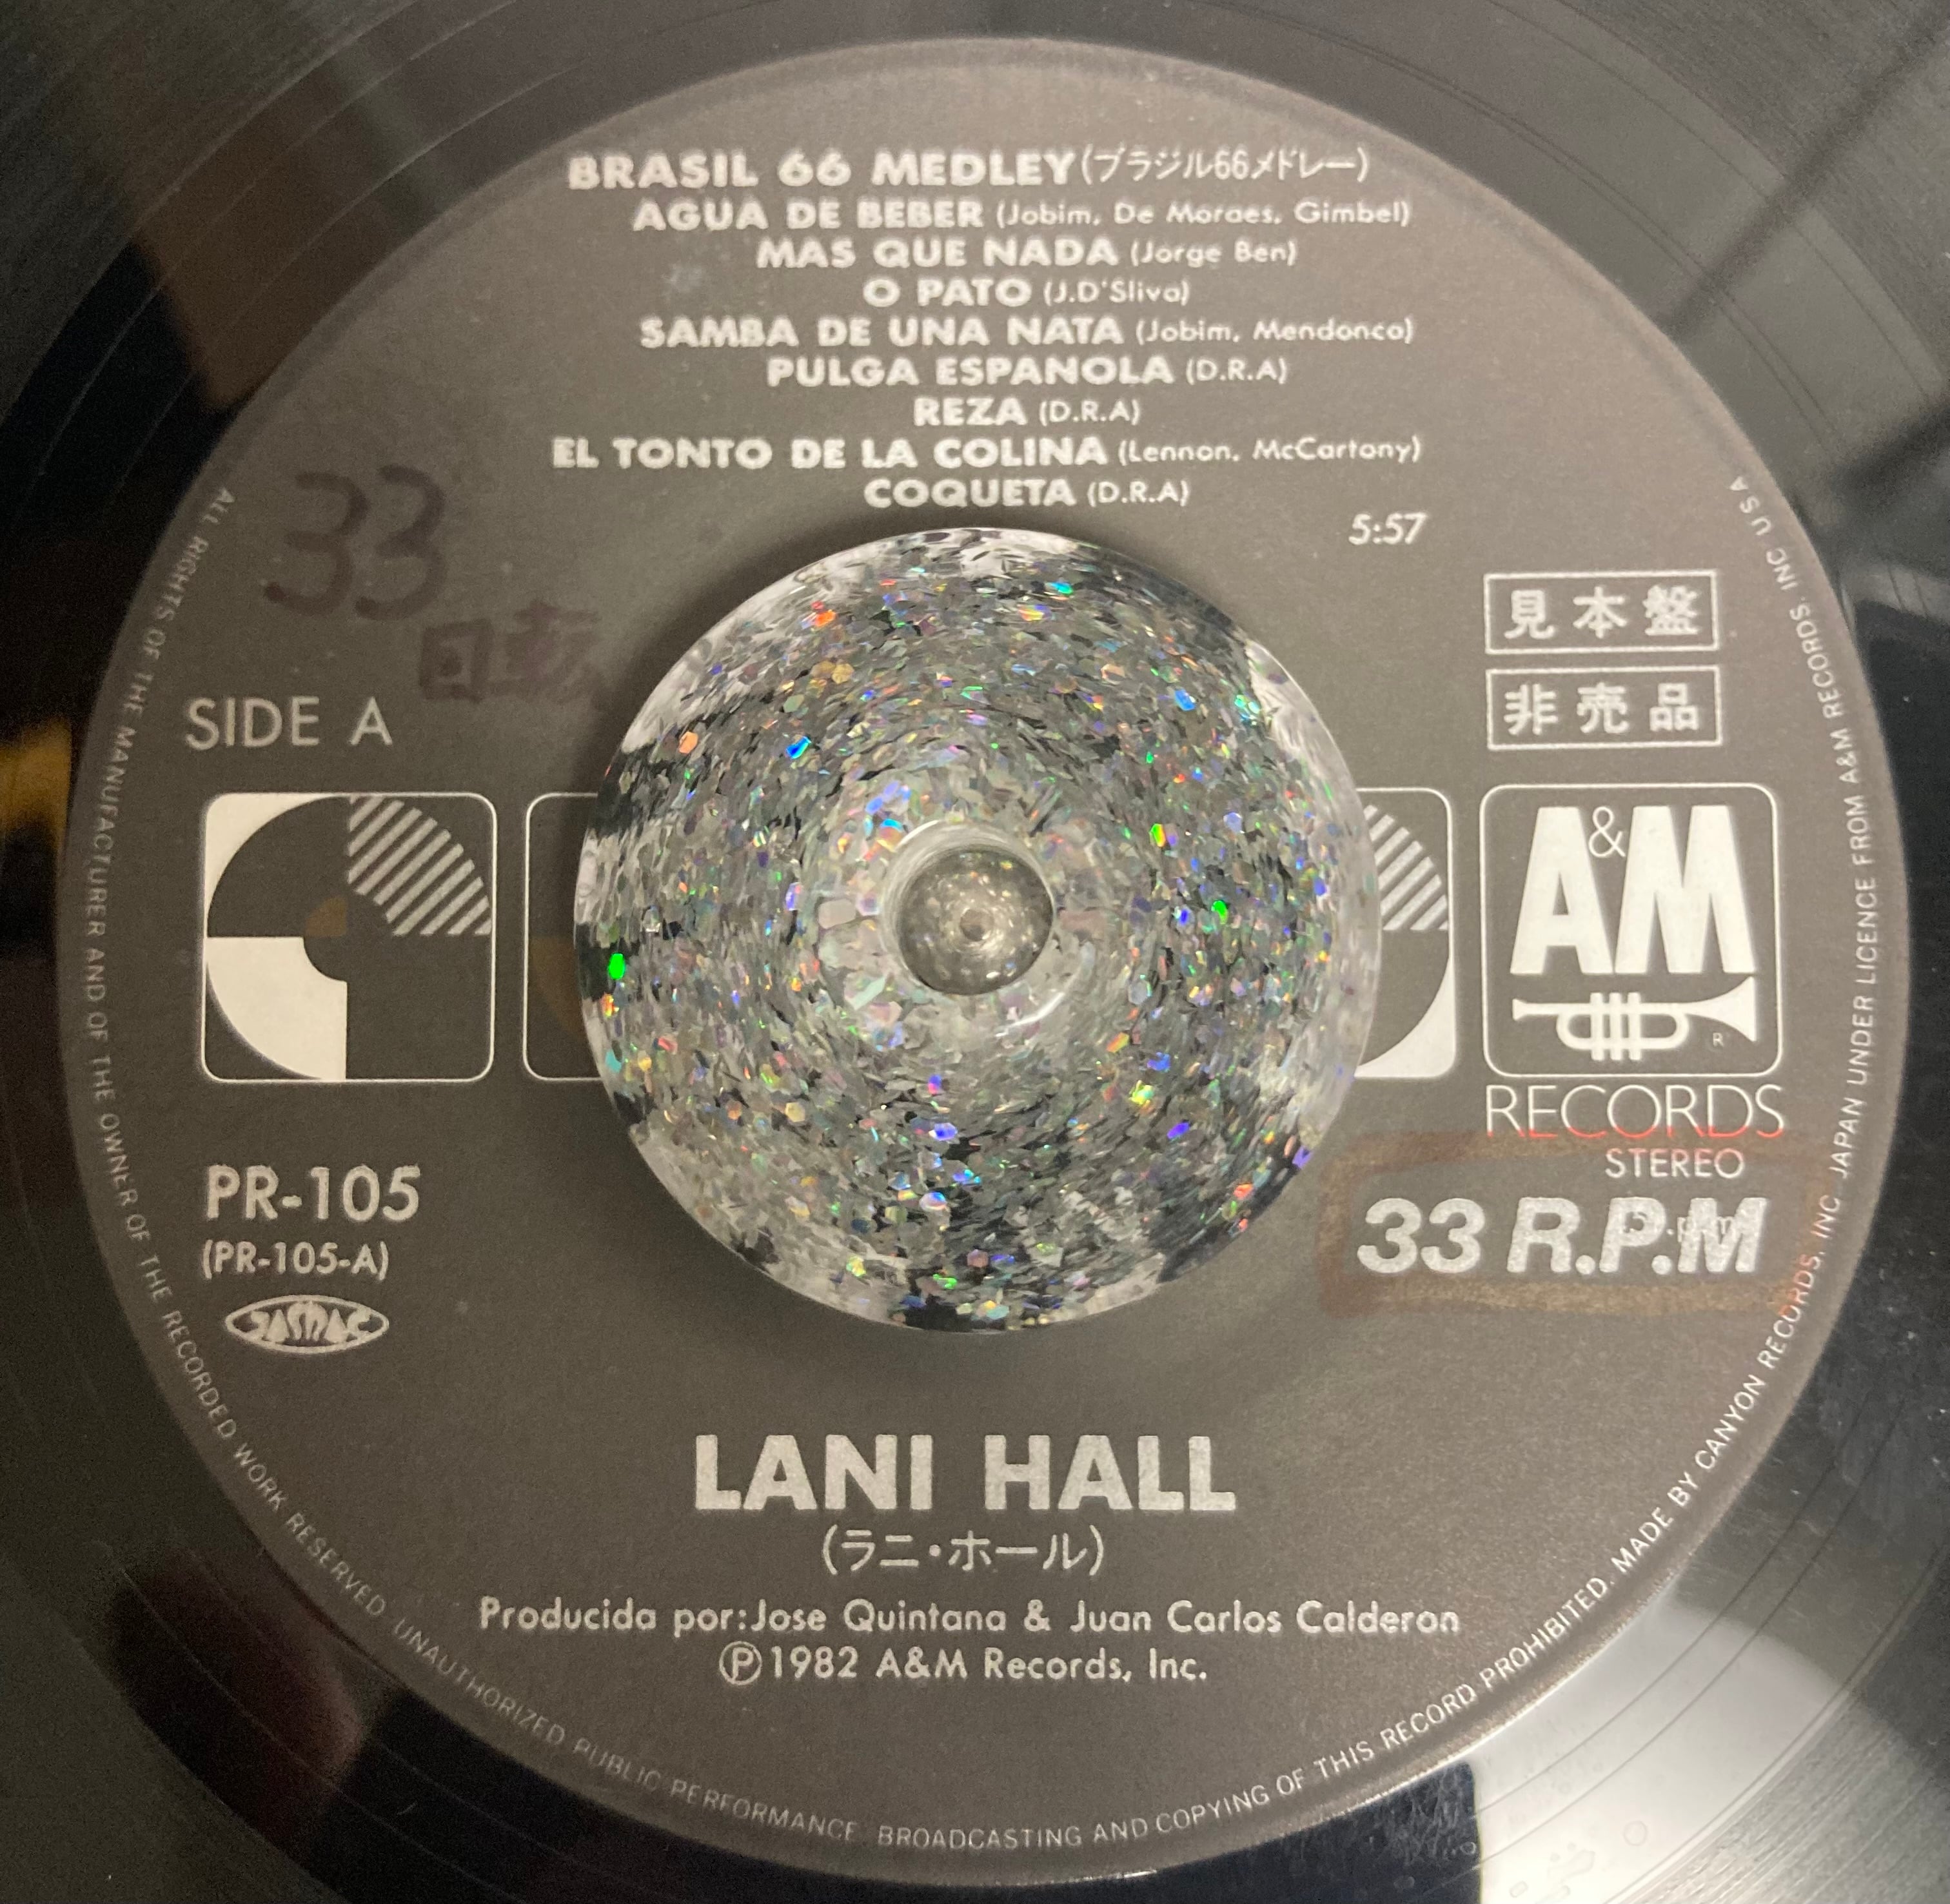 BRASIL 66 MEDLEY(ブラジル66メドレー)
AGUA DE BEBER (Jobim, De Moraes, Gimbel)
MAS QUE NADA (Jorge Ben)
O PATO (J.D'Sliva)
SAMBA DE UNA NATA (Jobim, Mendonco)
PULGA ESPANOLA (D.R.A)
REZA (D.R.A)
EL TONTO DE LA COLINA (Lennon, McCartony)
COQUETA (D.R.A)
5:57
33
回転
見本盤
非売品
SIDE A
A&M
R
RECORDS
STEREO
33 R.P.M
PR-105
(PR-105-A)
JASRAC
LANI HALL
(ラニ・ホール)
Producida por:Jose Quintana & Juan Carlos Calderon
Ⓟ1982 A&M Records, Inc.
ALL RIGHTS OF THE MANUFACTURER AND OF THE OWNER OF THE RECORDED WORK RESERVED. UNAUTHORIZED PUBLIC PERFORMANCE BROADCASTING AND COPYING OF THIS RECORD PROHIBITED. MADE BY CANYON RECORDS, INC. JAPAN UNDER LICENCE FROM A&M RECORDS, INC USA